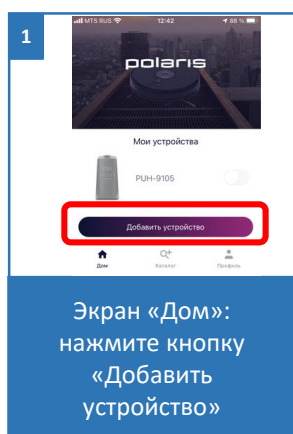 1
MTS RUS 12:42 88 %
polaris
Мои устройства
PUH-9105
Добавить устройство
Дом Каталог Профиль
Экран «Дом»:
нажмите кнопку
«Добавить
устройство»